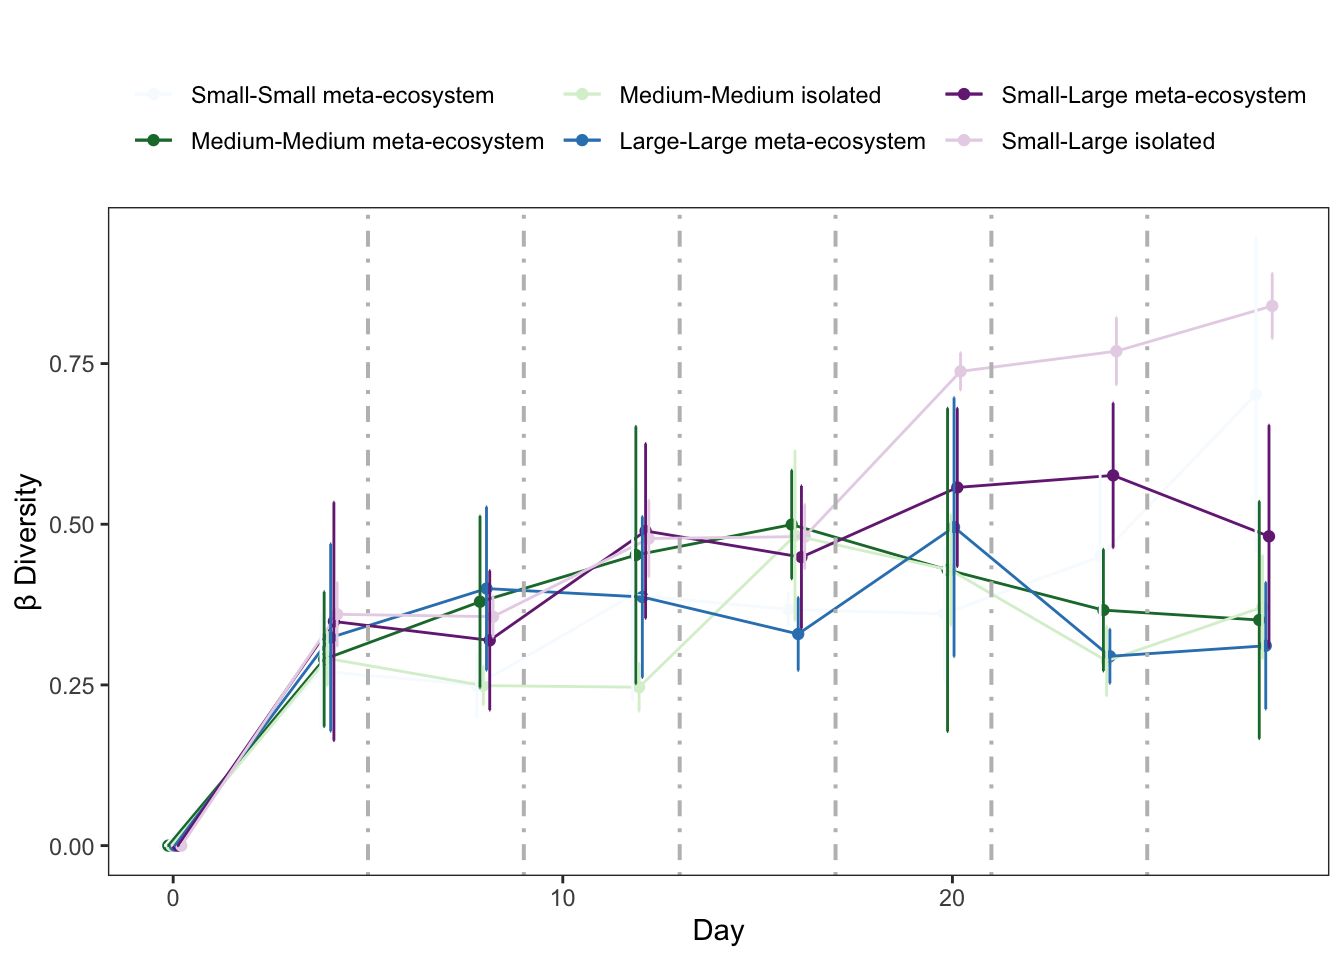 Small-Small meta-ecosystem Medium-Medium isolated Small-Large meta-ecosystem
Medium-Medium meta-ecosystem Large-Large meta-ecosystem Small-Large isolated
0.75
0.50
0.25
0.00
β Diversity
0 10 20
Day